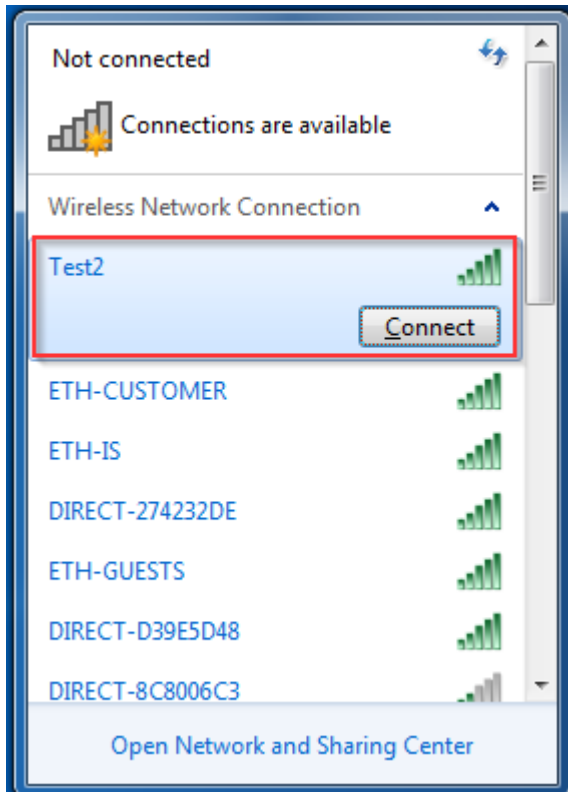 Not connected
Connections are available
Wireless Network Connection
Test2
Connect
ETH-CUSTOMER
ETH-IS
DIRECT-274232DE
ETH-GUESTS
DIRECT-D39E5D48
DIRECT-8C8006C3
Open Network and Sharing Center